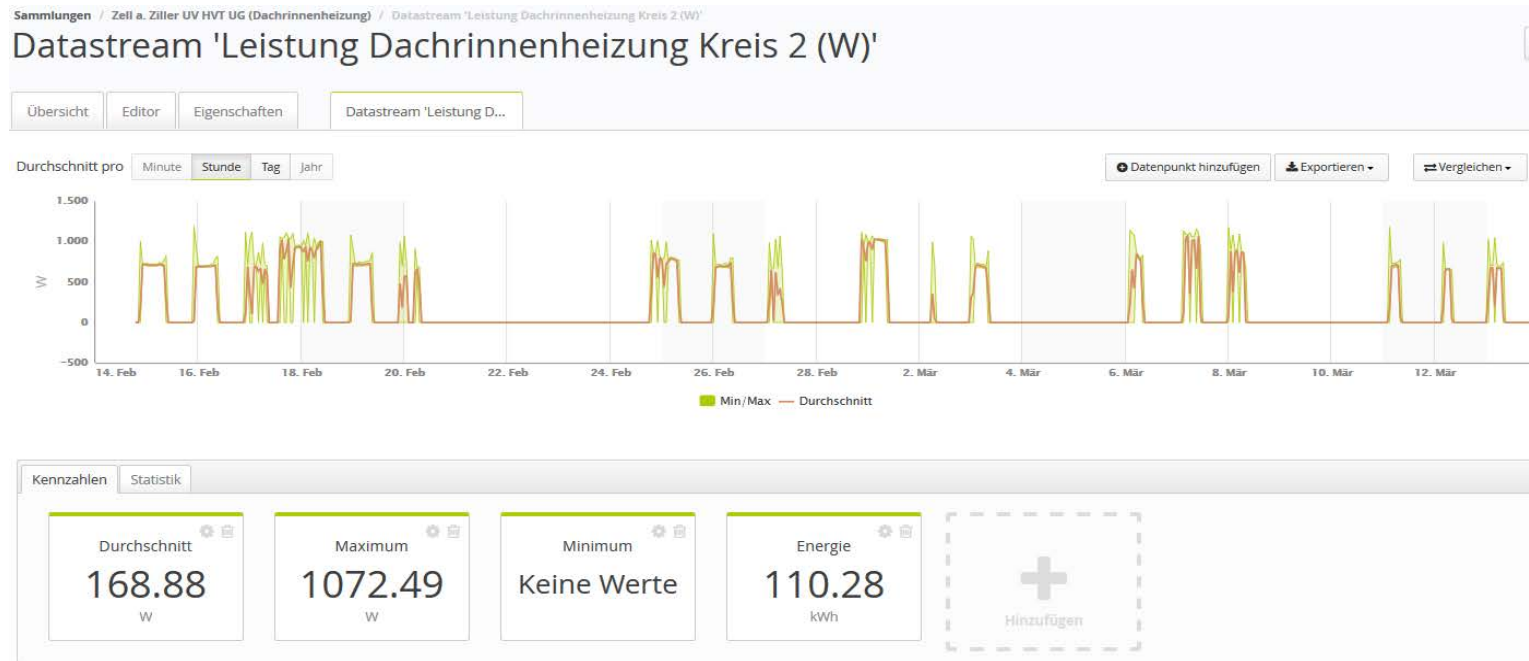 Sammlungen / Zell a. Ziller UV HVT UG (Dachrinnenheizung) / Datastream 'Leistung Dachrinnenheizung Kreis 2 (W)'
Datastream 'Leistung Dachrinnenheizung Kreis 2 (W)'
Übersicht Editor Eigenschaften Datastream 'Leistung D...
Durchschnitt pro Minute Stunde Tag Jahr Datenpunkt hinzufügen Exportieren Vergleichen
1.500
1.000
W
500
0
-500
14. Feb 16. Feb 18. Feb 20. Feb 22. Feb 24. Feb 26. Feb 28. Feb 2. Mär 4. Mär 6. Mär 8. Mär 10. Mär 12. Mär
Min/Max Durchschnitt
Kennzahlen Statistik
Durchschnitt Maximum Minimum Energie
168.88 1072.49 Keine Werte 110.28
W W kWh
Hinzufügen